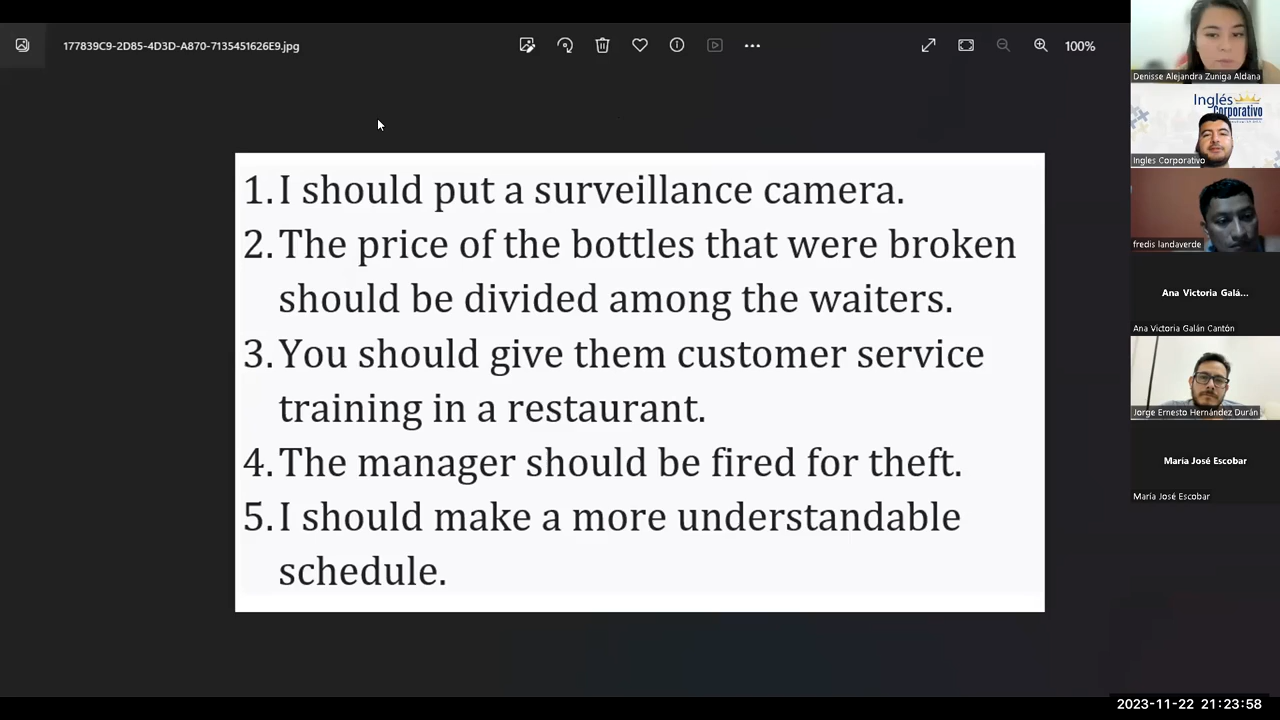 177839C9-2D85-4D3D-A870-7135451626E9.jpg
100%
1. I should put a surveillance camera.
2. The price of the bottles that were broken
should be divided among the waiters.
3. You should give them customer service
training in a restaurant.
4. The manager should be fired for theft.
5. I should make a more understandable
schedule.
Denisse Alejandra Zuniga Aldana
Inglés
Corporativo
Ingles Corporativo
fredis landaverde
Ana Victoria Galá...
Ana Victoria Galán Cantón
Jorge Ernesto Hernández Durán
María José Escobar
María José Escobar
2023-11-22 21:23:58